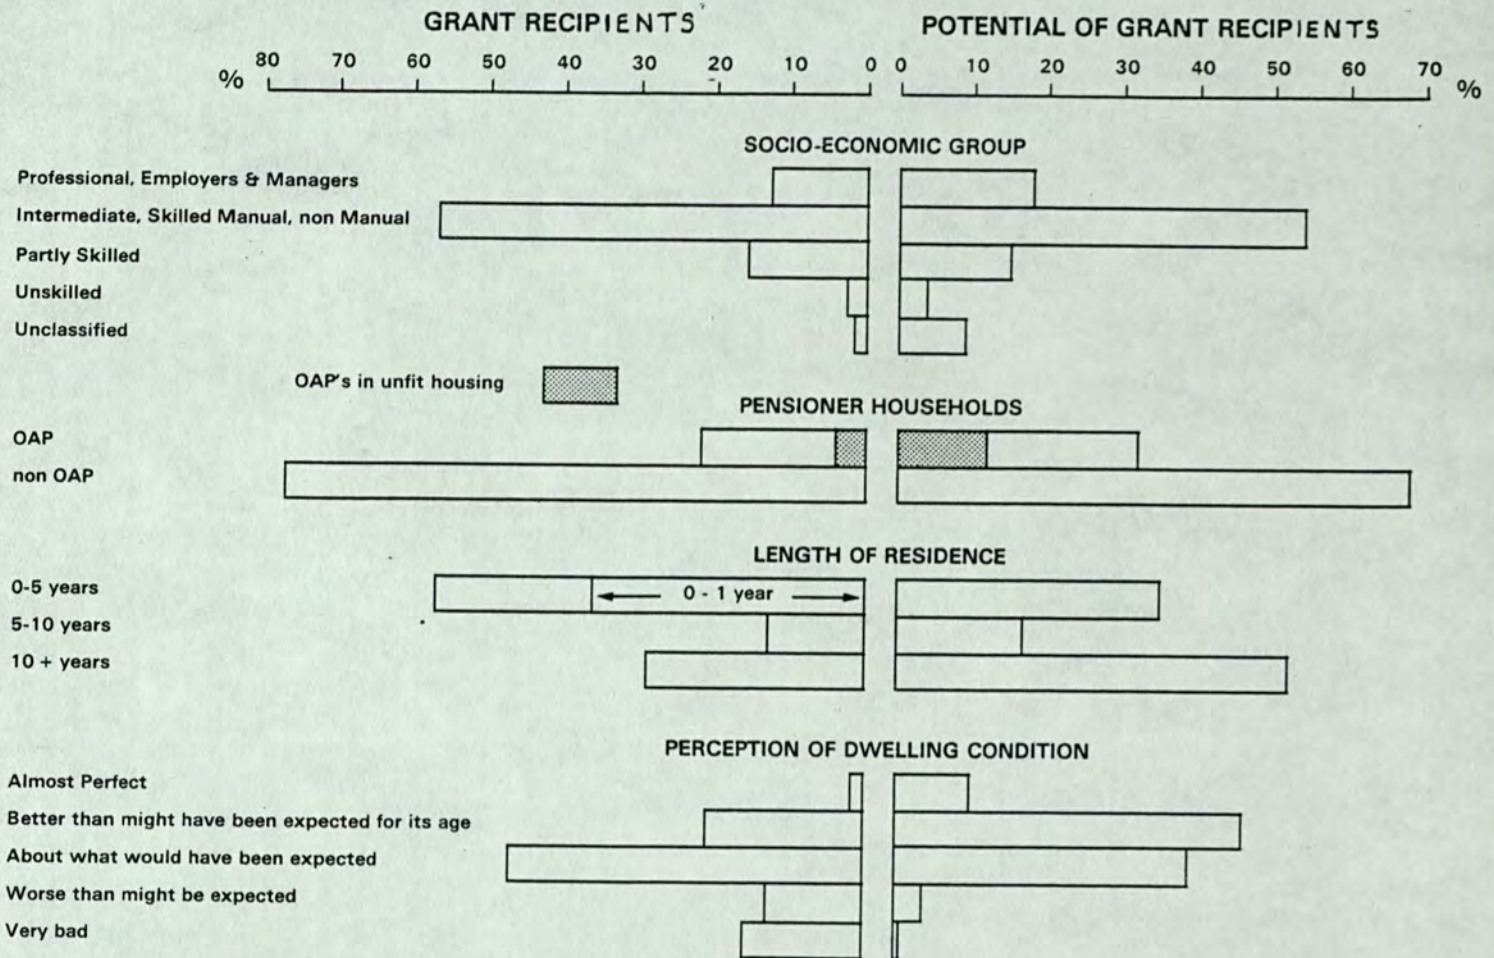 GRANT RECIPIENTS POTENTIAL OF GRANT RECIPIENTS
% 80 70 60 50 40 30 20 10 0 0 10 20 30 40 50 60 70 %
SOCIO-ECONOMIC GROUP
Professional, Employers & Managers
Intermediate, Skilled Manual, non Manual
Partly Skilled
Unskilled
Unclassified
OAP's in unfit housing
PENSIONER HOUSEHOLDS
OAP
non OAP
LENGTH OF RESIDENCE
0-5 years 0 - 1 year
5-10 years
10 + years
PERCEPTION OF DWELLING CONDITION
Almost Perfect
Better than might have been expected for its age
About what would have been expected
Worse than might be expected
Very bad